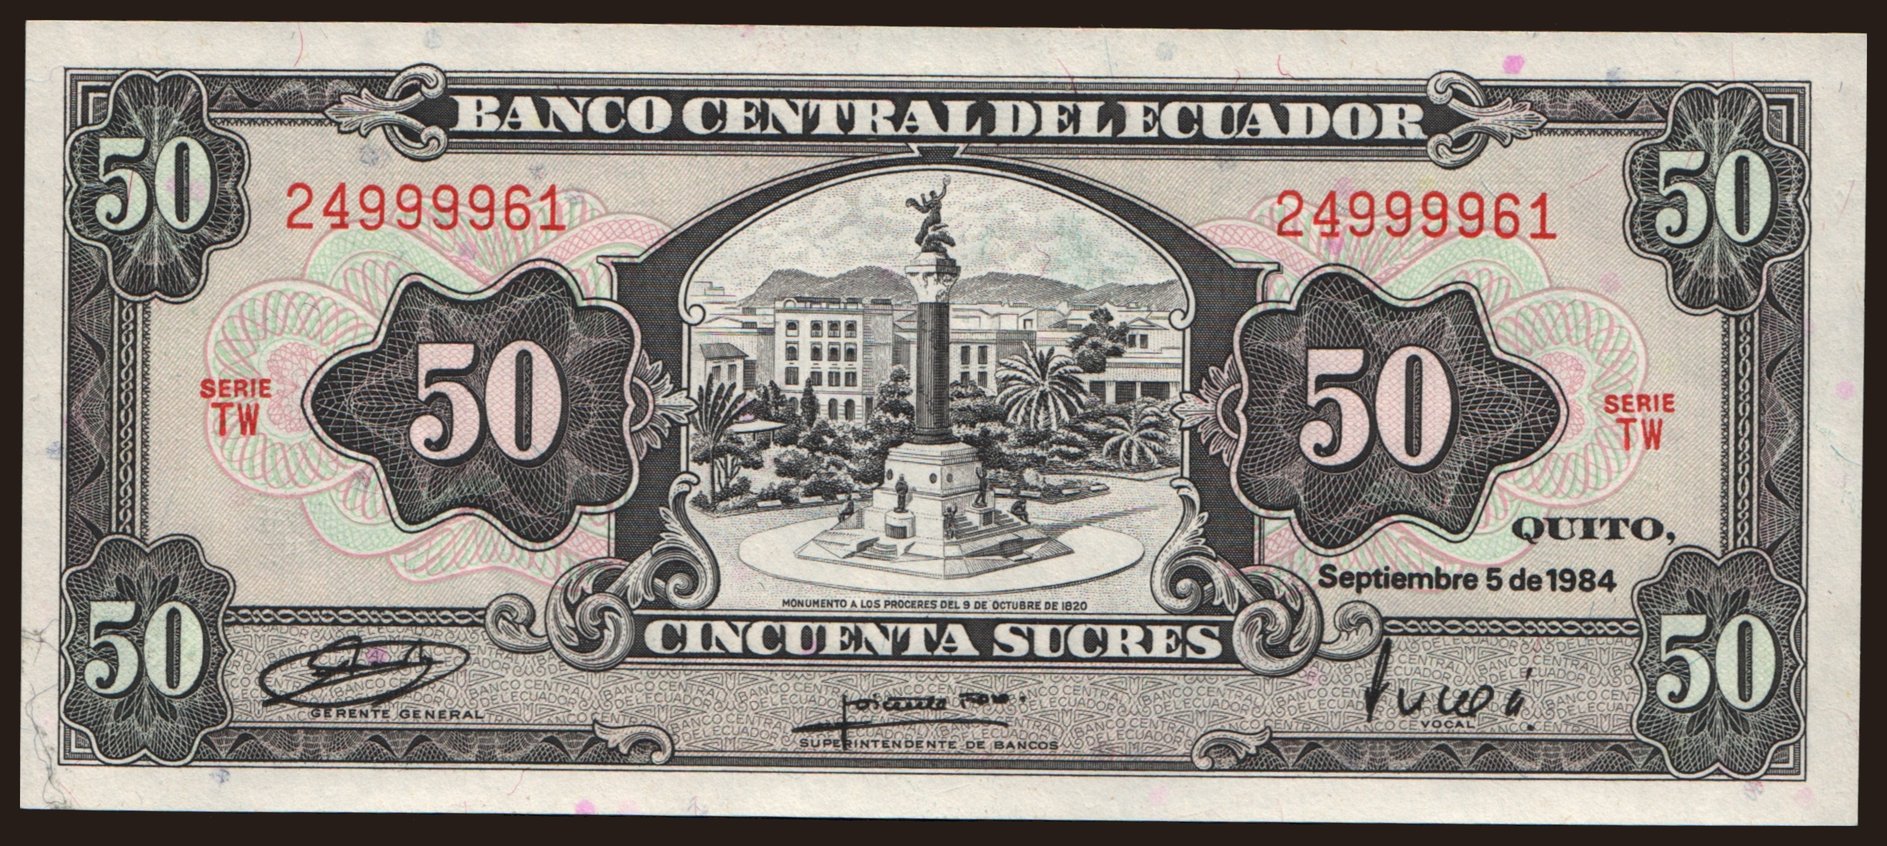 BANCO CENTRAL DEL ECUADOR
50
50
24999961
24999961
50
50
SERIE
TW
SERIE
TW
QUITO,
Septiembre 5 de 1984
MONUMENTO A LOS PROCERES DEL 9 DE OCTUBRE DE 1820
CINCUENTA SUCRES
50
50
GERENTE GENERAL
SUPERINTENDENTE DE BANCOS
VOCAL